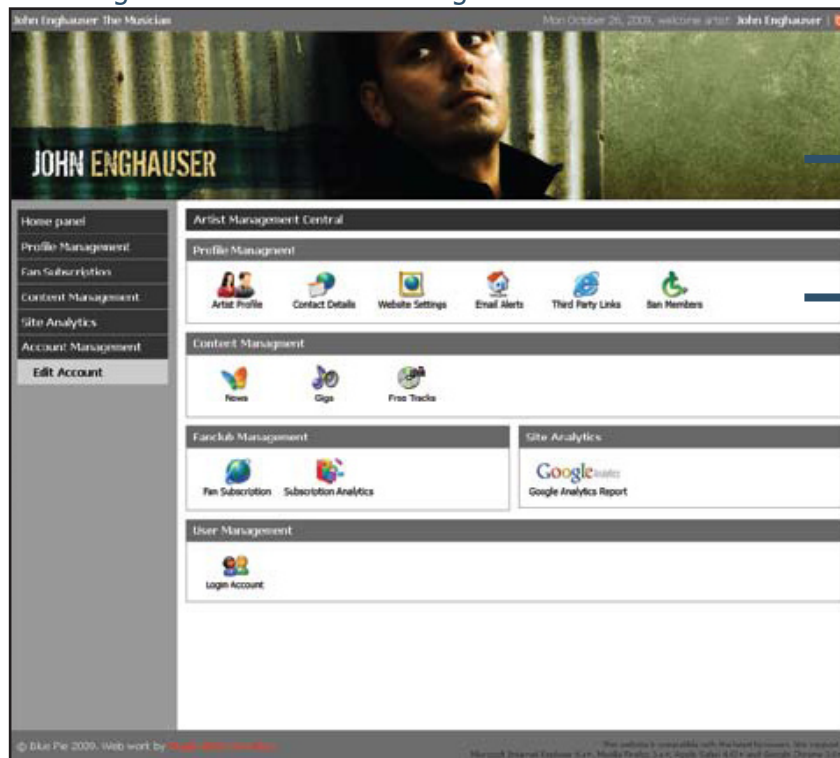 John Enghauser The Musician
Mon October 26, 2009, welcome artist John Enghauser |
JOHN ENGHAUSER
Home panel
Profile Management
Fan Subscription
Content Management
Site Analytics
Account Management
Edit Account
Artist Management Central
Profile Managment
Artist Profile
Contact Details
Website Settings
Email Alerts
Third Party Links
Ban Members
Content Managment
News
Gigs
Free Tracks
Fanclub Management
Fan Subscription
Subscription Analytics
Site Analytics
Google Analytics
Google Analytics Report
User Management
Login Account
© Blue Pie 2009. Web work by